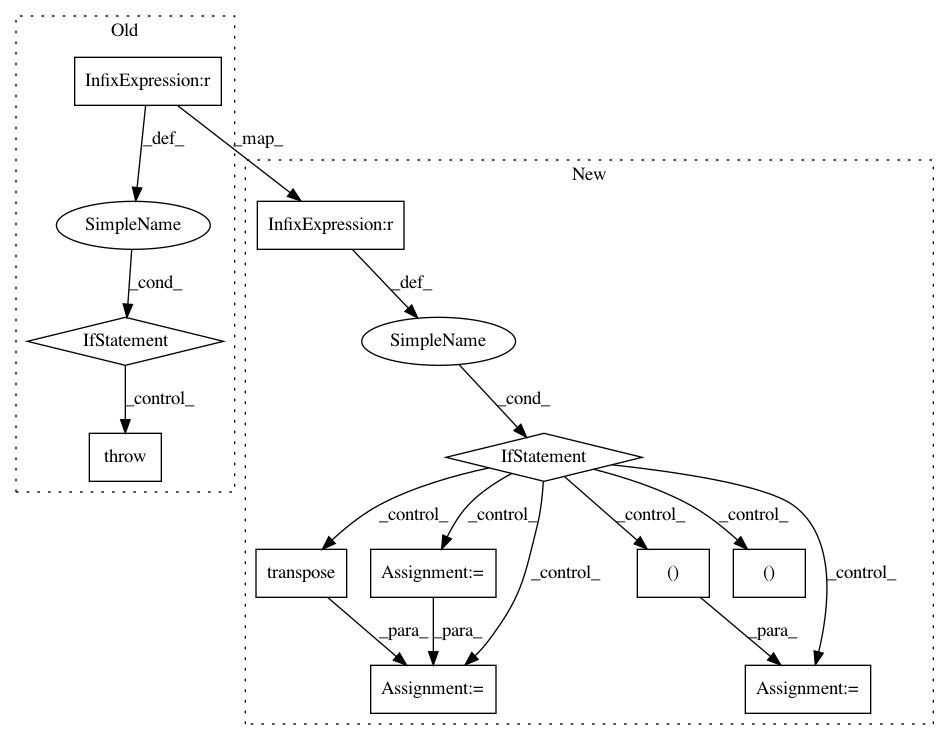 Old
InfixExpression:r
_def_
_map_
New
SimpleName
InfixExpression:r
_cond_
_def_
IfStatement
SimpleName
_control_
_cond_
throw
IfStatement
_control_
_control_
_control_
_control_
_control_
_control_
transpose
Assignment:=
()
()
_para_
_para_
_para_
Assignment:=
Assignment:=